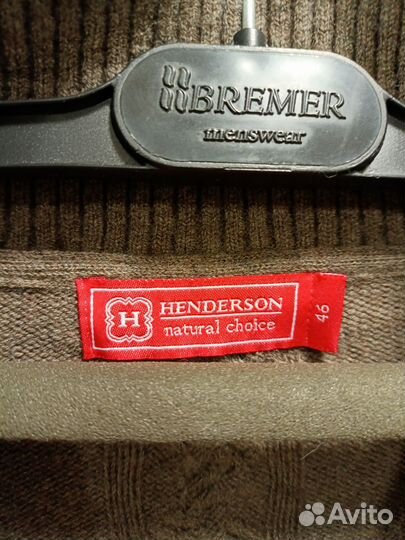 BREMER
menswear
H HENDERSON
natural choice
46
Avito